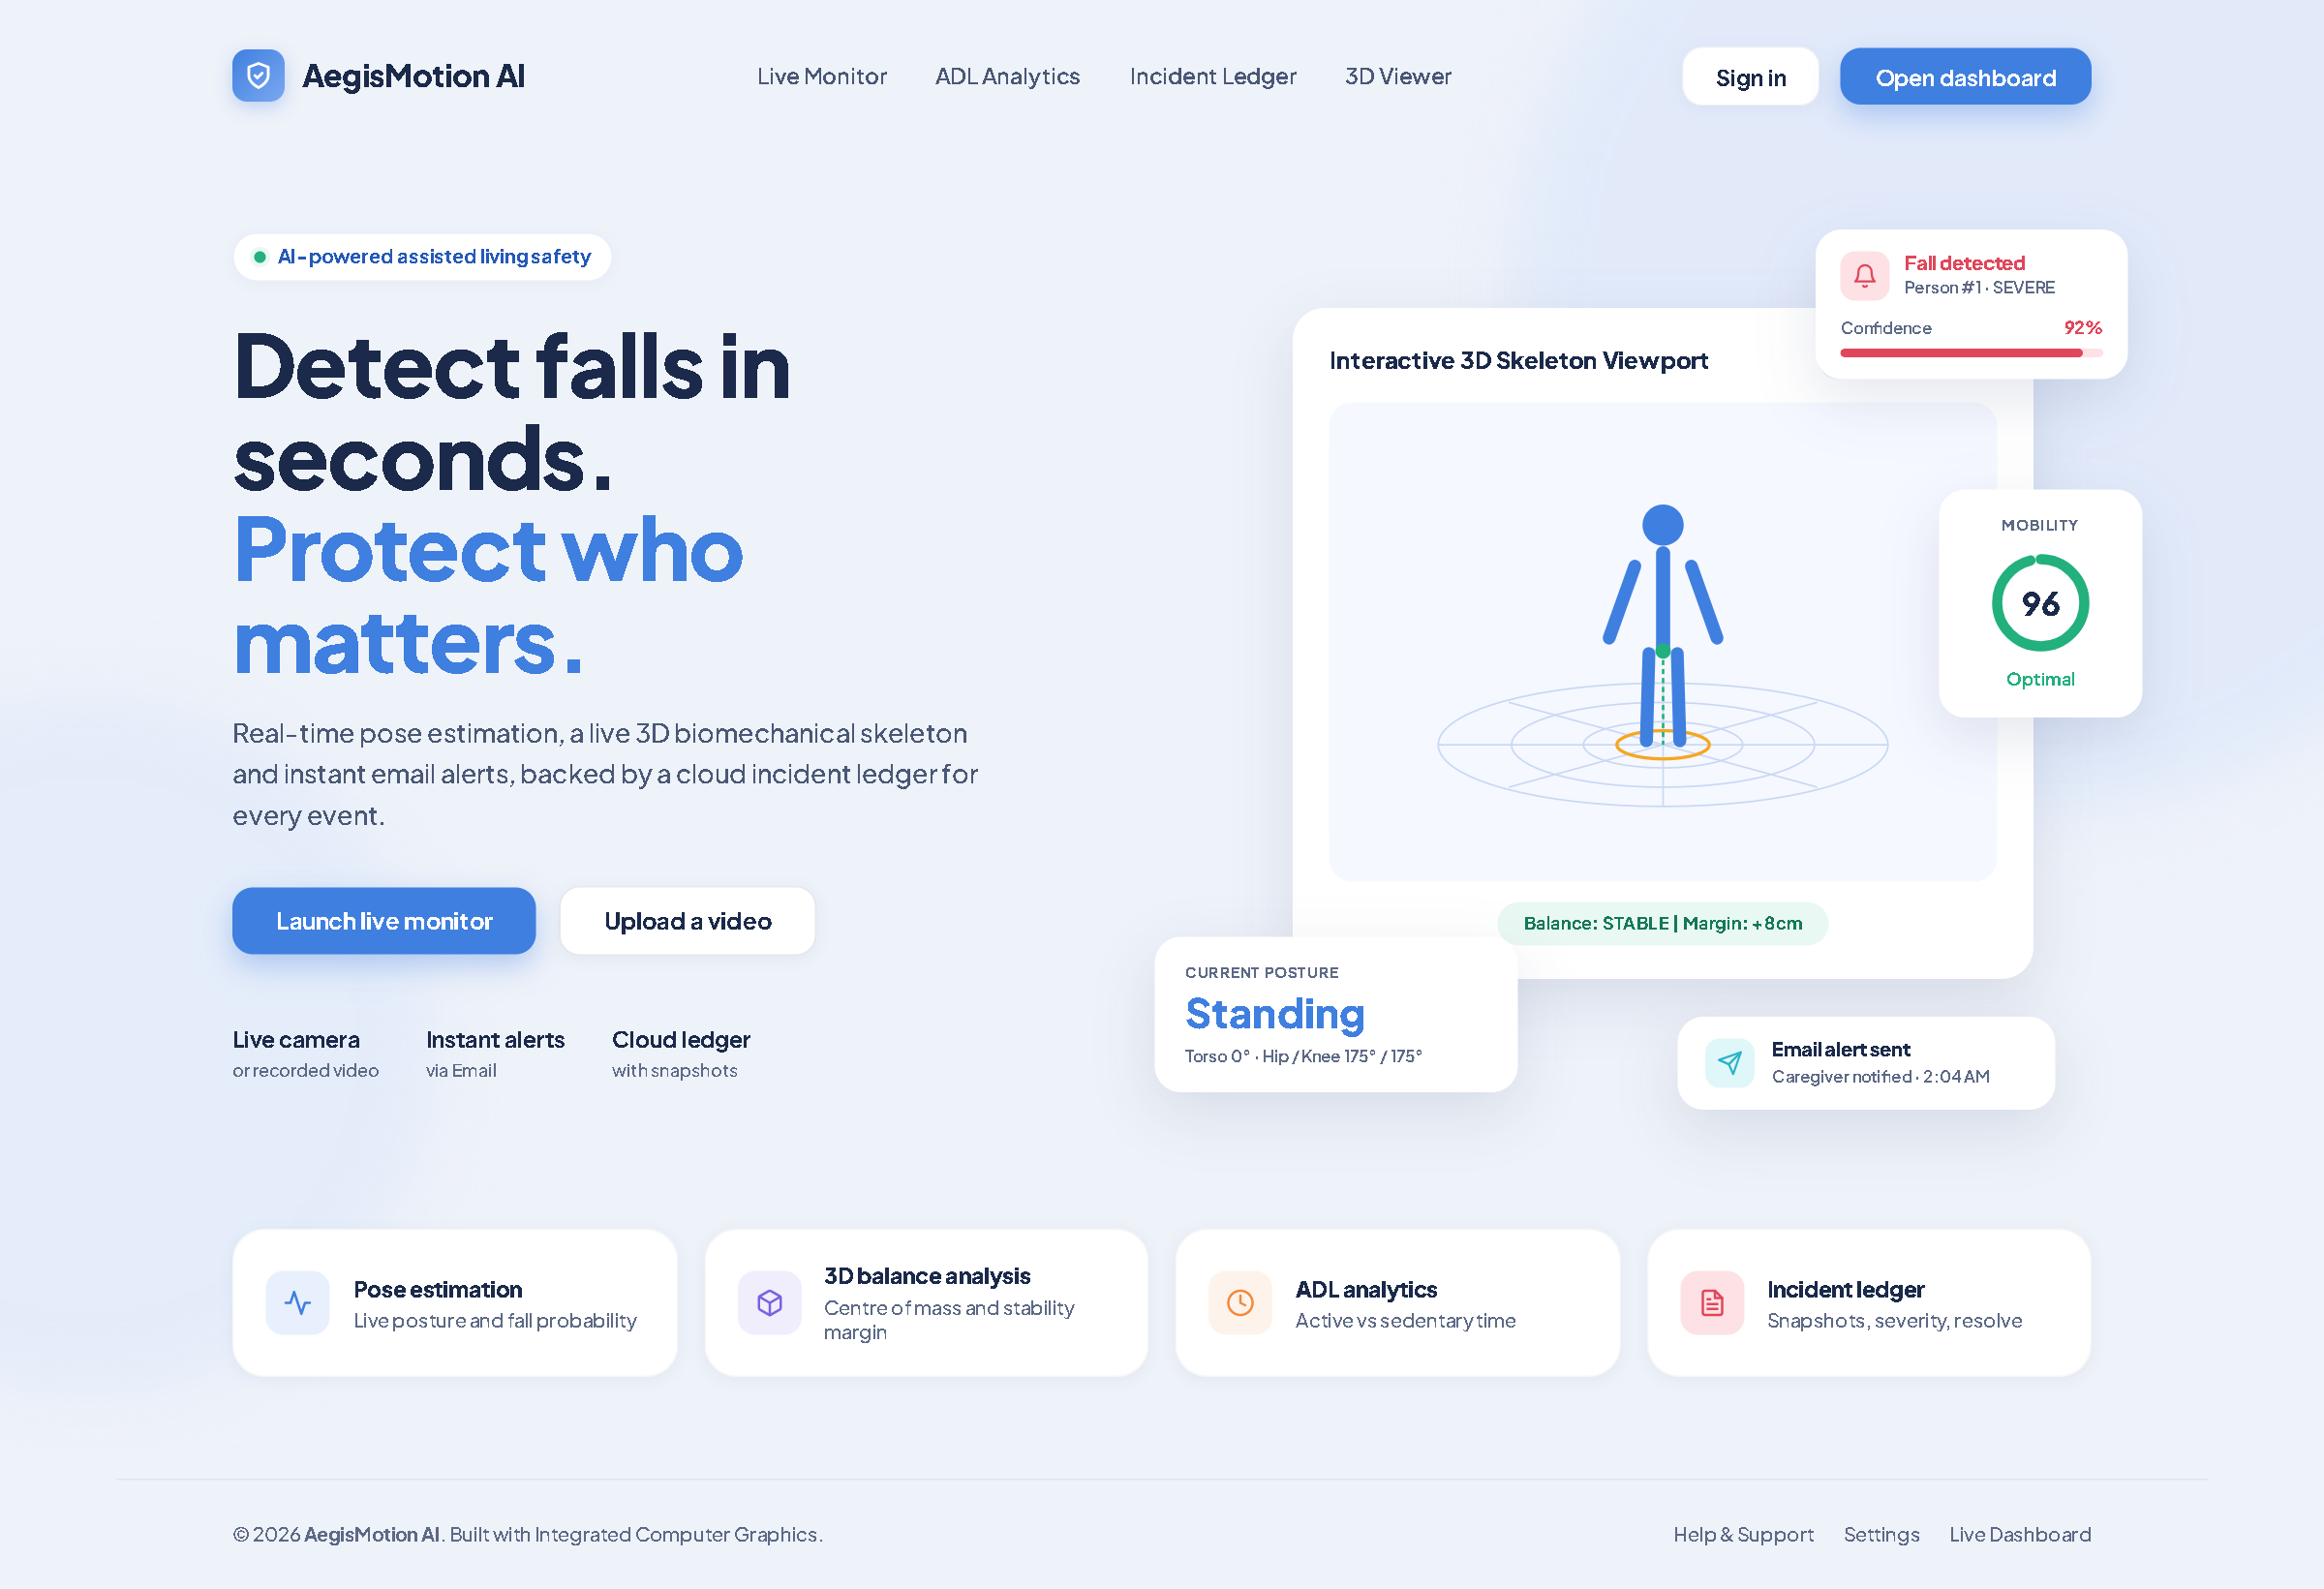 AegisMotion AI
Live Monitor
ADL Analytics
Incident Ledger
3D Viewer
Sign in
Open dashboard
AI-powered assisted living safety
Detect falls in
seconds.
Protect who
matters.
Real-time pose estimation, a live 3D biomechanical skeleton
and instant email alerts, backed by a cloud incident ledger for
every event.
Launch live monitor
Upload a video
Live camera
or recorded video
Instant alerts
via Email
Cloud ledger
with snapshots
Fall detected
Person #1 · SEVERE
Confidence 92%
Interactive 3D Skeleton Viewport
MOBILITY
96
Optimal
Balance: STABLE | Margin: +8cm
CURRENT POSTURE
Standing
Torso 0° · Hip / Knee 175° / 175°
Email alert sent
Caregiver notified · 2:04 AM
Pose estimation
Live posture and fall probability
3D balance analysis
Centre of mass and stability
margin
ADL analytics
Active vs sedentary time
Incident ledger
Snapshots, severity, resolve
© 2026 AegisMotion AI. Built with Integrated Computer Graphics.
Help & Support
Settings
Live Dashboard